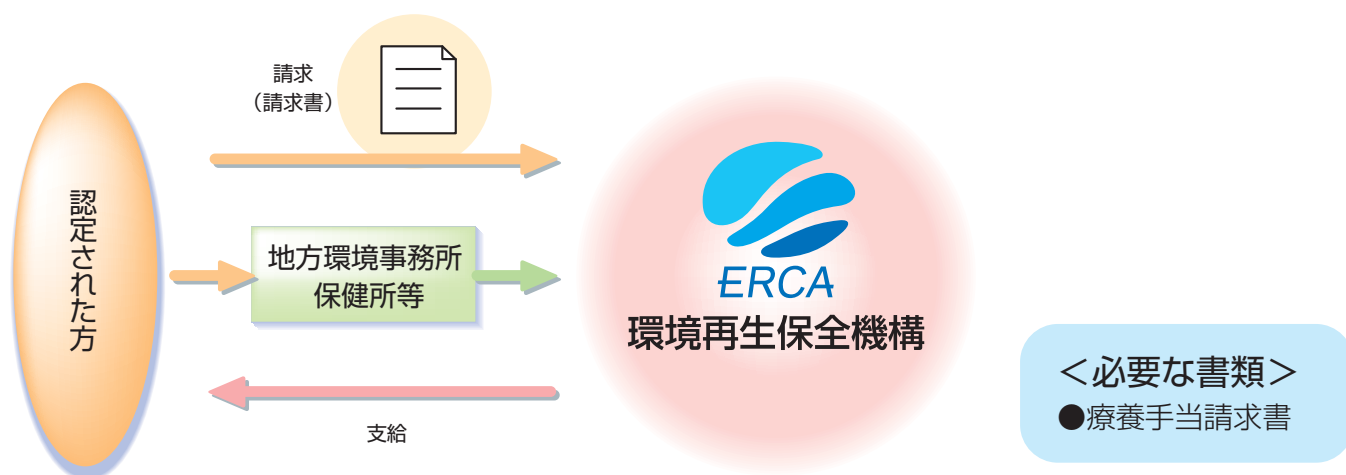 請求
（請求書）
認定された方
地方環境事務所
保健所等
ERCA
環境再生保全機構
支給
＜必要な書類＞
●療養手当請求書